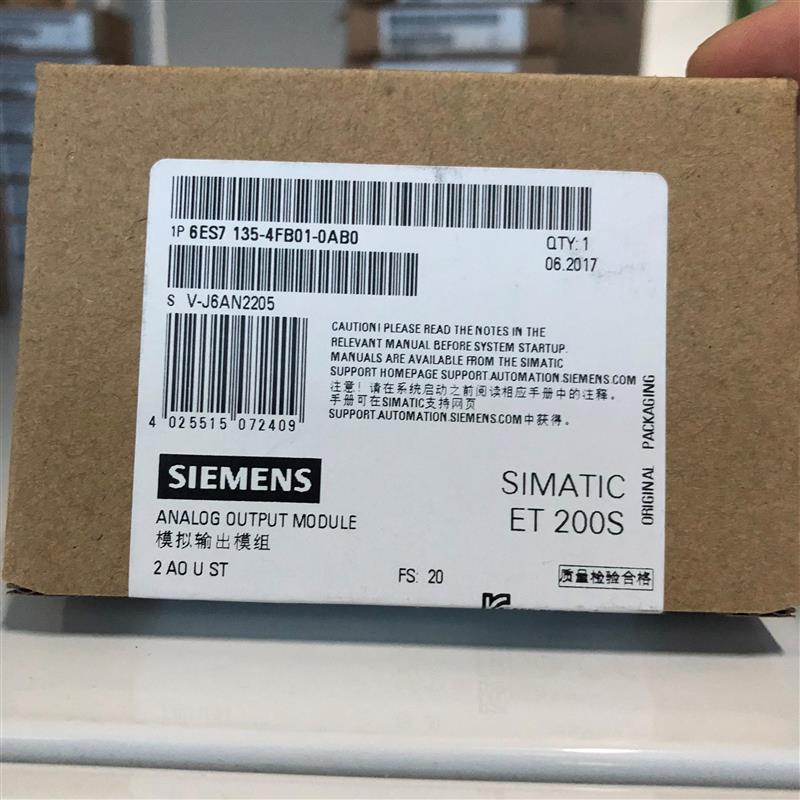 1P 6ES7 135-4FB01-0AB0
QTY: 1
06.2017
S V-J6AN2205
CAUTION! PLEASE READ THE NOTES IN THE
RELEVANT MANUAL BEFORE SYSTEM STARTUP.
MANUALS ARE AVAILABLE FROM THE SIMATIC
SUPPORT HOMEPAGE SUPPORT.AUTOMATION.SIEMENS.COM
注意！请在系统启动之前阅读相应手册中的注释。
手册可在SIMATIC支持网页
SUPPORT.AUTOMATION.SIEMENS.COM中获得。
4 025515 072409
ORIGINAL PACKAGING
SIEMENS
SIMATIC
ET 200S
ANALOG OUTPUT MODULE
模拟输出模组
2 AO U ST
FS: 20
质量检验合格